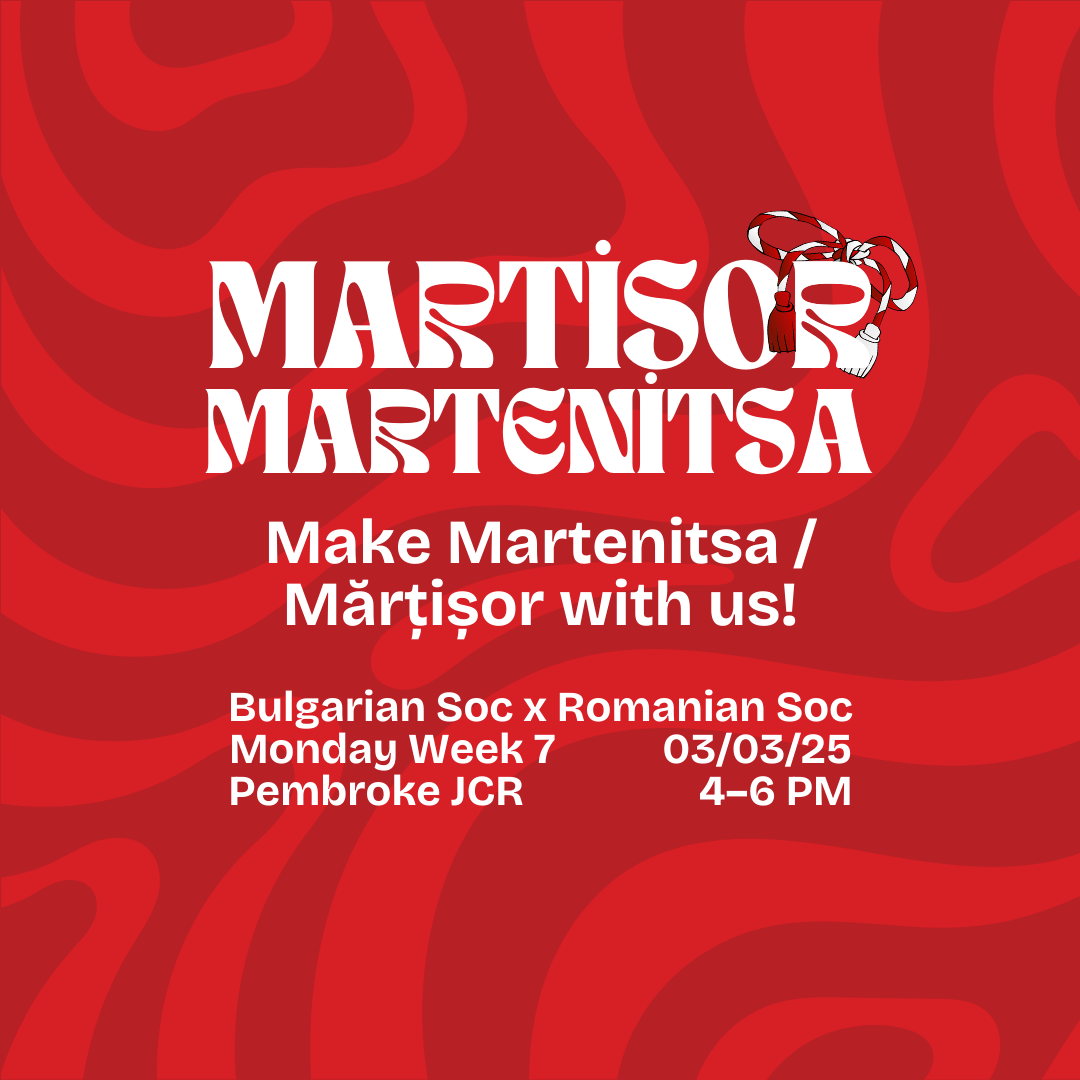 MARTİŞOR
MARTENİTSA
Make Martenitsa /
Mărțișor with us!
Bulgarian Soc x Romanian Soc
Monday Week 7 03/03/25
Pembroke JCR 4–6 PM